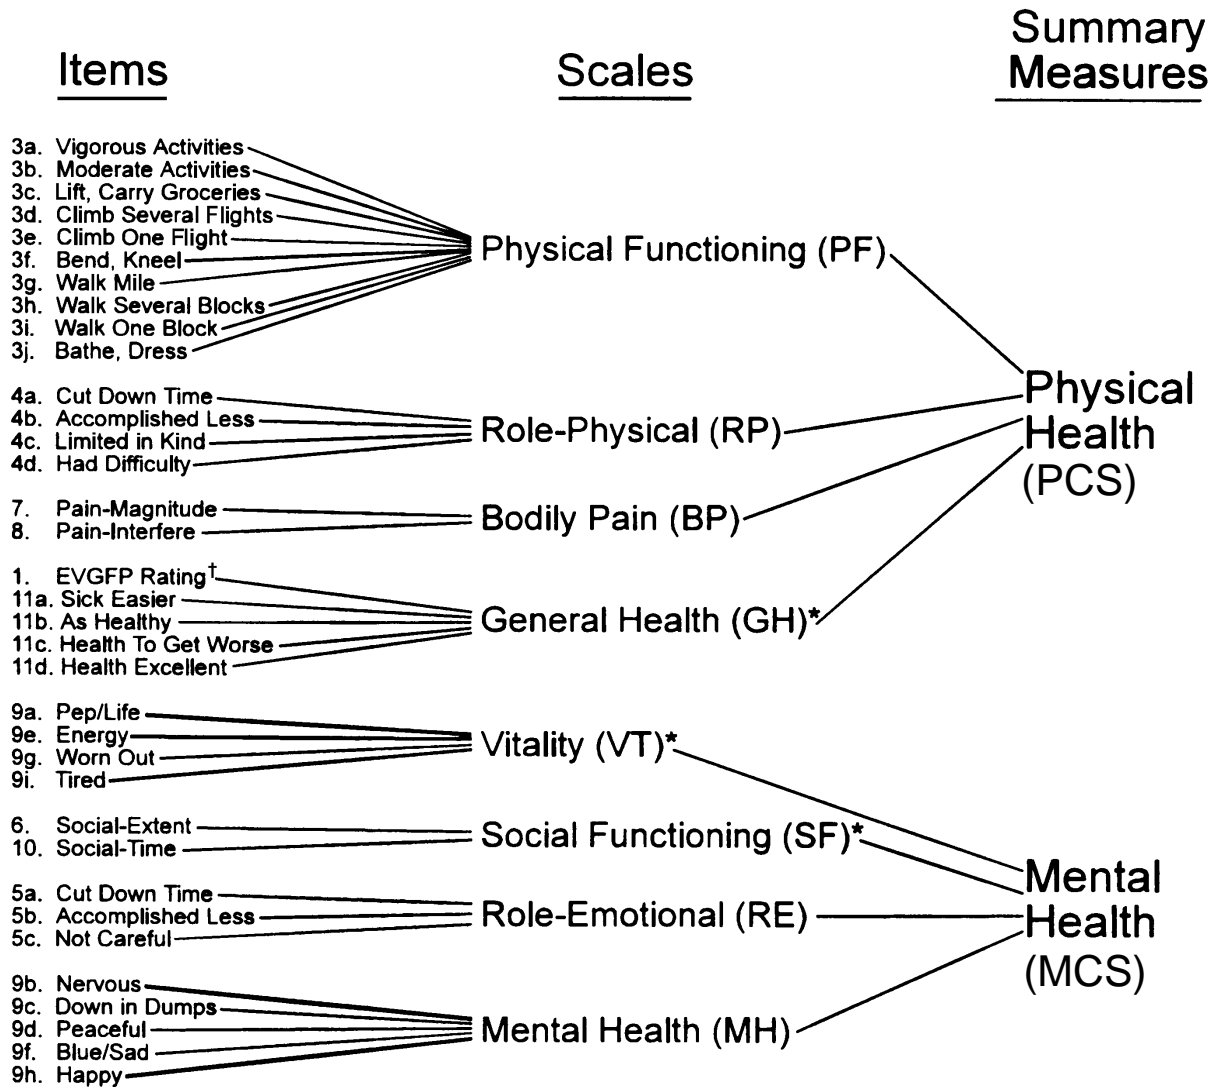 Items
Scales
Summary
Measures
3a. Vigorous Activities
3b. Moderate Activities
3c. Lift, Carry Groceries
3d. Climb Several Flights
3e. Climb One Flight
3f. Bend, Kneel
3g. Walk Mile
3h. Walk Several Blocks
3i. Walk One Block
3j. Bathe, Dress
Physical Functioning (PF)
4a. Cut Down Time
4b. Accomplished Less
4c. Limited in Kind
4d. Had Difficulty
Role-Physical (RP)
7. Pain-Magnitude
8. Pain-Interfere
Bodily Pain (BP)
1. EVGFP Rating†
11a. Sick Easier
11b. As Healthy
11c. Health To Get Worse
11d. Health Excellent
General Health (GH)*
Physical
Health
(PCS)
9a. Pep/Life
9e. Energy
9g. Worn Out
9i. Tired
Vitality (VT)*
6. Social-Extent
10. Social-Time
Social Functioning (SF)*
5a. Cut Down Time
5b. Accomplished Less
5c. Not Careful
Role-Emotional (RE)
9b. Nervous
9c. Down in Dumps
9d. Peaceful
9f. Blue/Sad
9h. Happy
Mental Health (MH)
Mental
Health
(MCS)